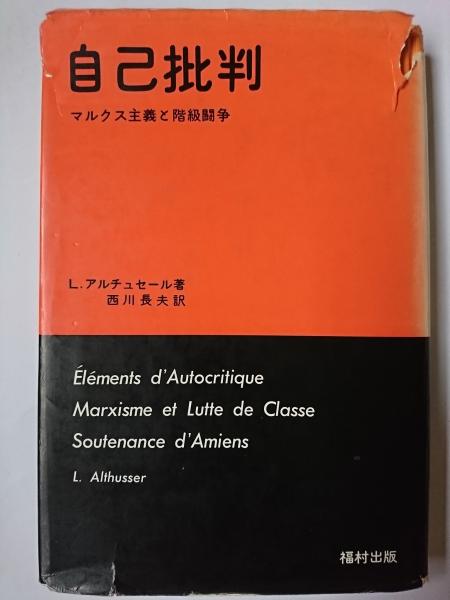 自己批判
マルクス主義と階級闘争
L.アルチュセール著
西川長夫訳
Éléments d'Autocritique
Marxisme et Lutte de Classe
Soutenance d'Amiens
L. Althusser
福村出版